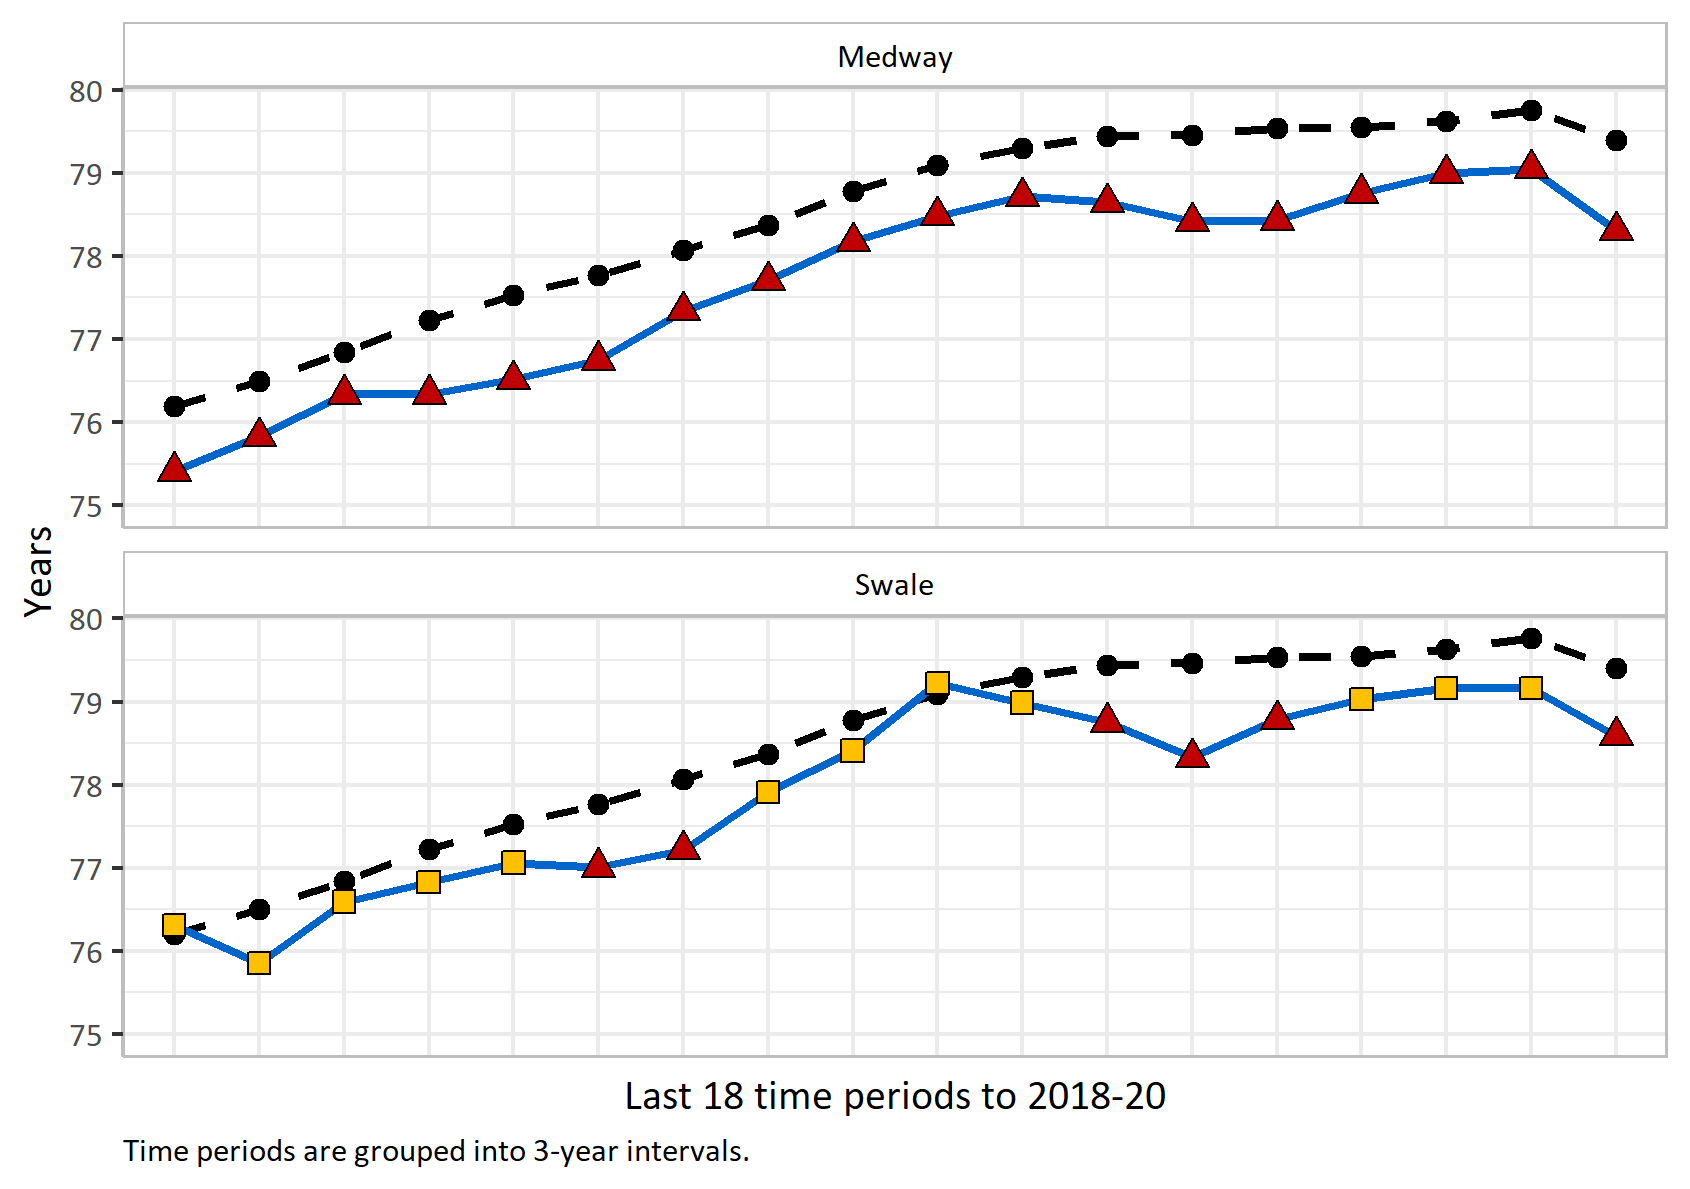 Medway
80
79
78
77
76
75
Years
Swale
80
79
78
77
76
75
Last 18 time periods to 2018-20
Time periods are grouped into 3-year intervals.